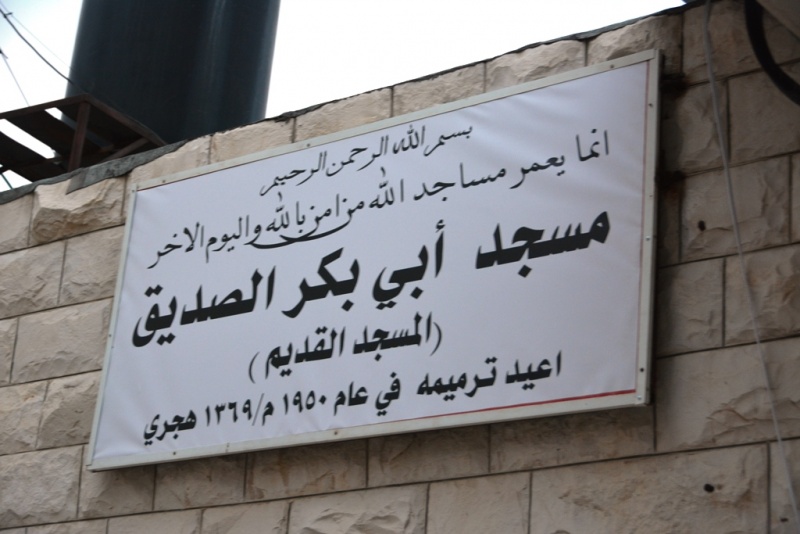 بسم الله الرحمن الرحيم
انما يعمر مساجد الله من امن بالله واليوم الاخر
مسجد أبي بكر الصديق
(المسجد القديم)
اعيد ترميمه في عام ١٩٥٠ م/١٣٦٩ هجري